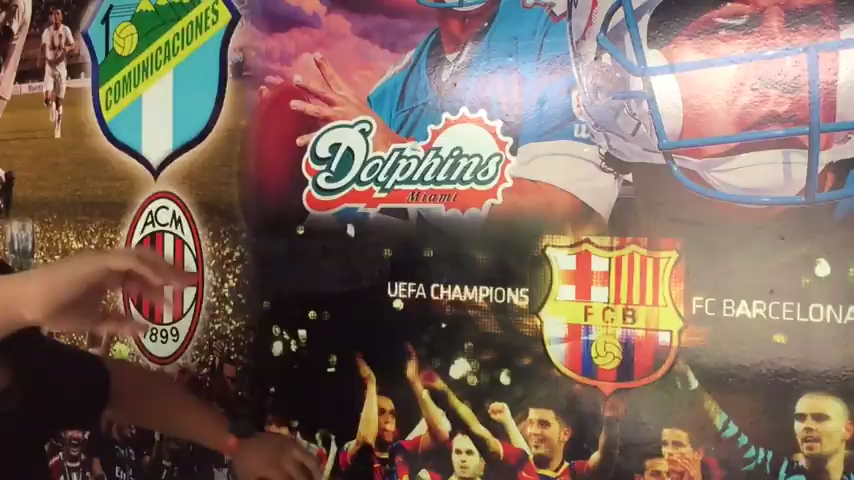 COMUNICACIONES
Dolphins
Miami
ACM
1899
UEFA CHAMPIONS
FCB
FC BARCELONA